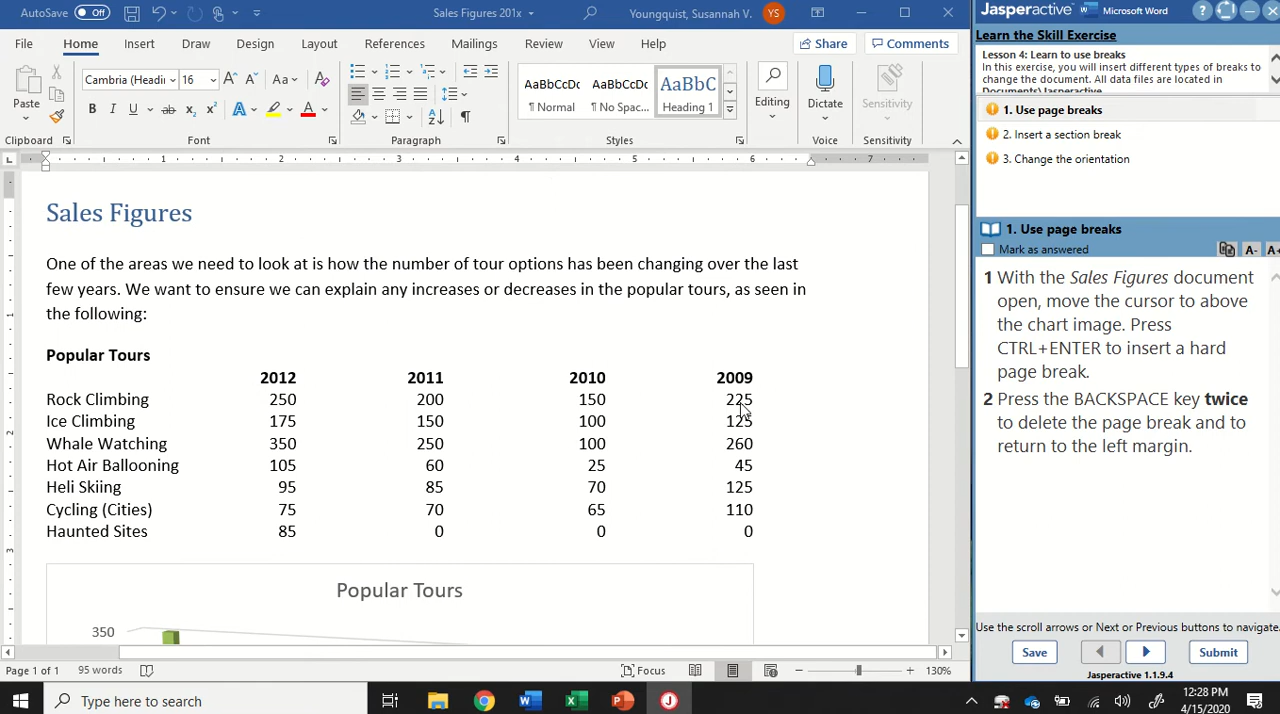 AutoSave Off Sales Figures 201x Youngquist, Susannah V. YS
File Home Insert Draw Design Layout References Mailings Review View Help Share Comments
Paste
Cambria (Headi 16 A A Aa A
B I U ab x₂ x² A A
AaBbCcDc AaBbCcDc AaBbC
¶ Normal ¶ No Spac... Heading 1
Editing Dictate Sensitivity
Clipboard Font Paragraph Styles Voice Sensitivity
1 2 3 4 5 6 7
Sales Figures
One of the areas we need to look at is how the number of tour options has been changing over the last
few years. We want to ensure we can explain any increases or decreases in the popular tours, as seen in
the following:
Popular Tours
2012 2011 2010 2009
Rock Climbing 250 200 150 225
Ice Climbing 175 150 100 125
Whale Watching 350 250 100 260
Hot Air Ballooning 105 60 25 45
Heli Skiing 95 85 70 125
Cycling (Cities) 75 70 65 110
Haunted Sites 85 0 0 0
Popular Tours
350
Page 1 of 1 95 words Focus 130%
Jasperactive Microsoft Word
Learn the Skill Exercise
Lesson 4: Learn to use breaks
In this exercise, you will insert different types of breaks to
change the document. All data files are located in
Documents\Jasperactive
1. Use page breaks
2. Insert a section break
3. Change the orientation
1. Use page breaks
Mark as answered A- A+
1 With the Sales Figures document
open, move the cursor to above
the chart image. Press
CTRL+ENTER to insert a hard
page break.
2 Press the BACKSPACE key twice
to delete the page break and to
return to the left margin.
Use the scroll arrows or Next or Previous buttons to navigate.
Save Submit
Jasperactive 1.1.9.4
Type here to search
12:28 PM
4/15/2020